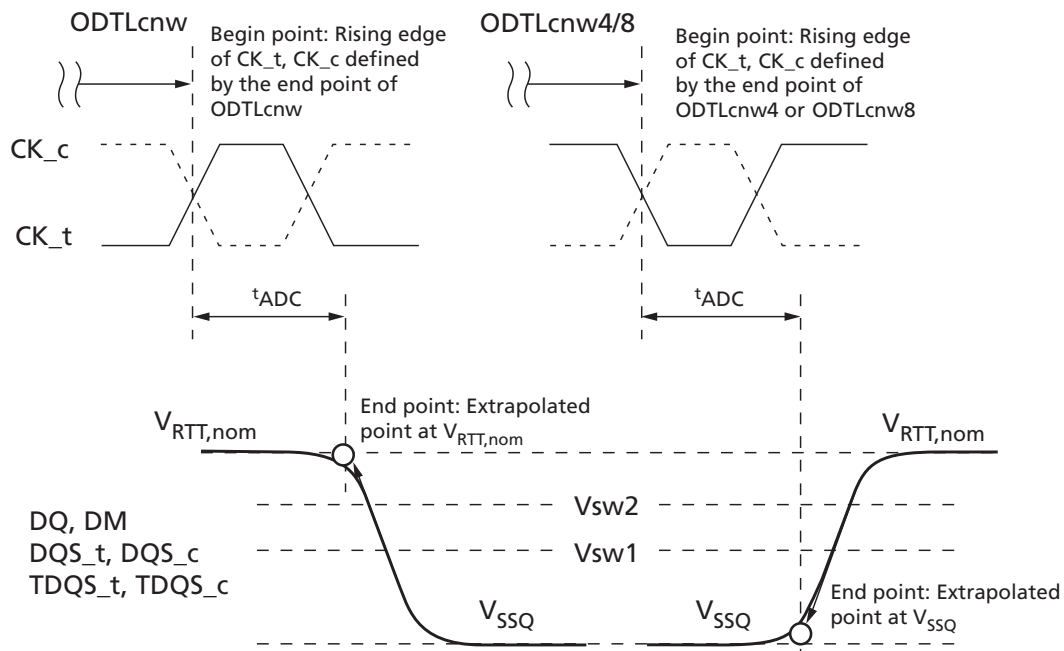 ODTLcnw
Begin point: Rising edge
of CK_t, CK_c defined
by the end point of
ODTLcnw
ODTLcnw4/8
Begin point: Rising edge
of CK_t, CK_c defined
by the end point of
ODTLcnw4 or ODTLcnw8
CK_c
CK_t
tADC
tADC
End point: Extrapolated
point at VRTT,nom
VRTT,nom
VRTT,nom
Vsw2
DQ, DM
DQS_t, DQS_c
TDQS_t, TDQS_c
Vsw1
VSSQ
VSSQ
End point: Extrapolated
point at VSSQ